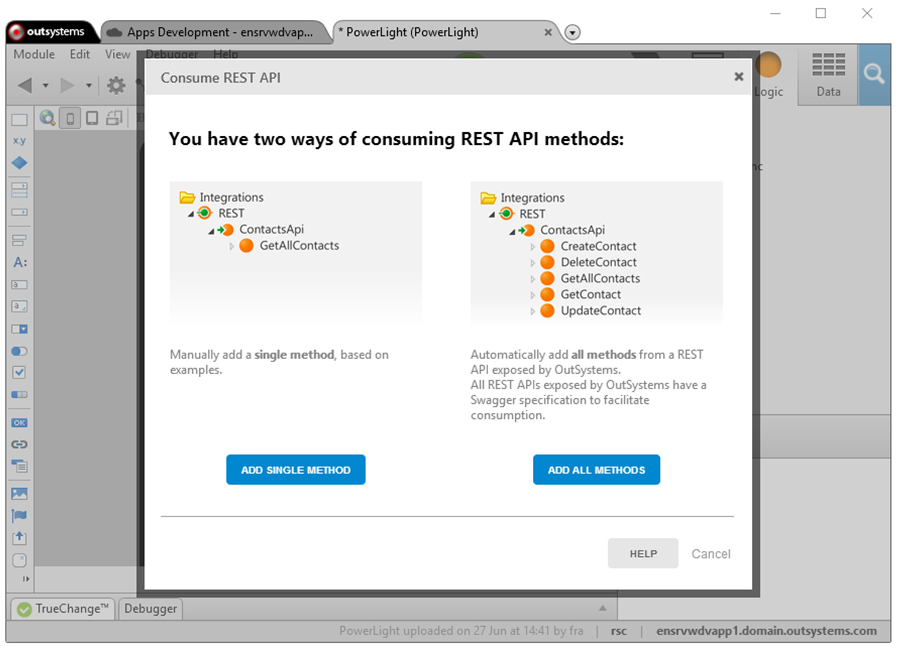 outsystems
Apps Development - ensrvwdvapp...
* PowerLight (PowerLight)
Module Edit View Debugger Help
Consume REST API
Logic
Data
You have two ways of consuming REST API methods:
Integrations
REST
ContactsApi
GetAllContacts
Integrations
REST
ContactsApi
CreateContact
DeleteContact
GetAllContacts
GetContact
UpdateContact
Manually add a single method, based on
examples.
Automatically add all methods from a REST
API exposed by OutSystems.
All REST APIs exposed by OutSystems have a
Swagger specification to facilitate
consumption.
ADD SINGLE METHOD
ADD ALL METHODS
HELP
Cancel
x.y
A:
OK
TrueChange™
Debugger
PowerLight uploaded on 27 Jun at 14:41 by fra | rsc | ensrvwdvapp1.domain.outsystems.com